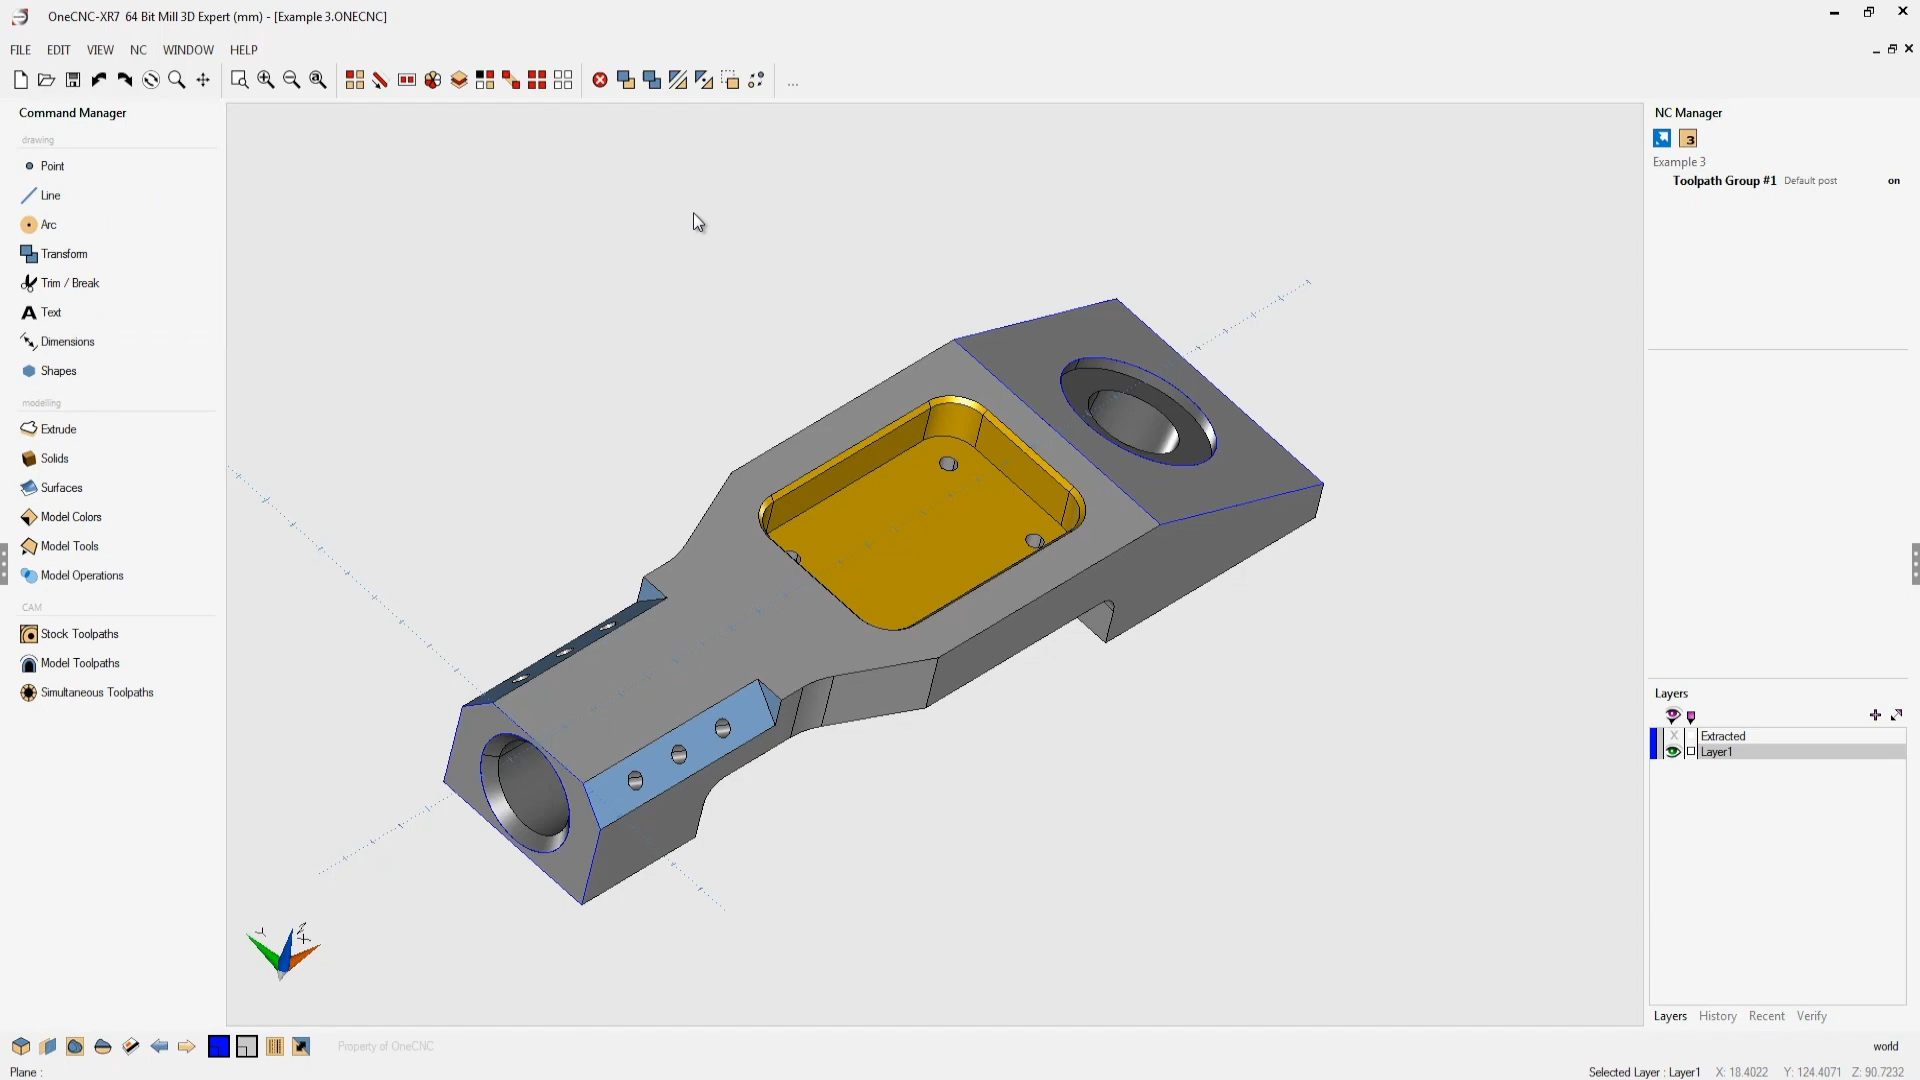 OneCNC-XR7 64 Bit Mill 3D Expert (mm) - [Example 3.ONECNC]
FILE EDIT VIEW NC WINDOW HELP
...
Command Manager
drawing
Point
Line
Arc
Transform
Trim / Break
A Text
Dimensions
Shapes
modelling
Extrude
Solids
Surfaces
Model Colors
Model Tools
Model Operations
CAM
Stock Toolpaths
Model Toolpaths
Simultaneous Toolpaths
NC Manager
3
Example 3
Toolpath Group #1 Default post on
Layers
X Extracted
Layer1
Y Z X
Layers History Recent Verify
Property of OneCNC
world
Plane :
Selected Layer : Layer1 X: 18.4022 Y: 124.4071 Z: 90.7232